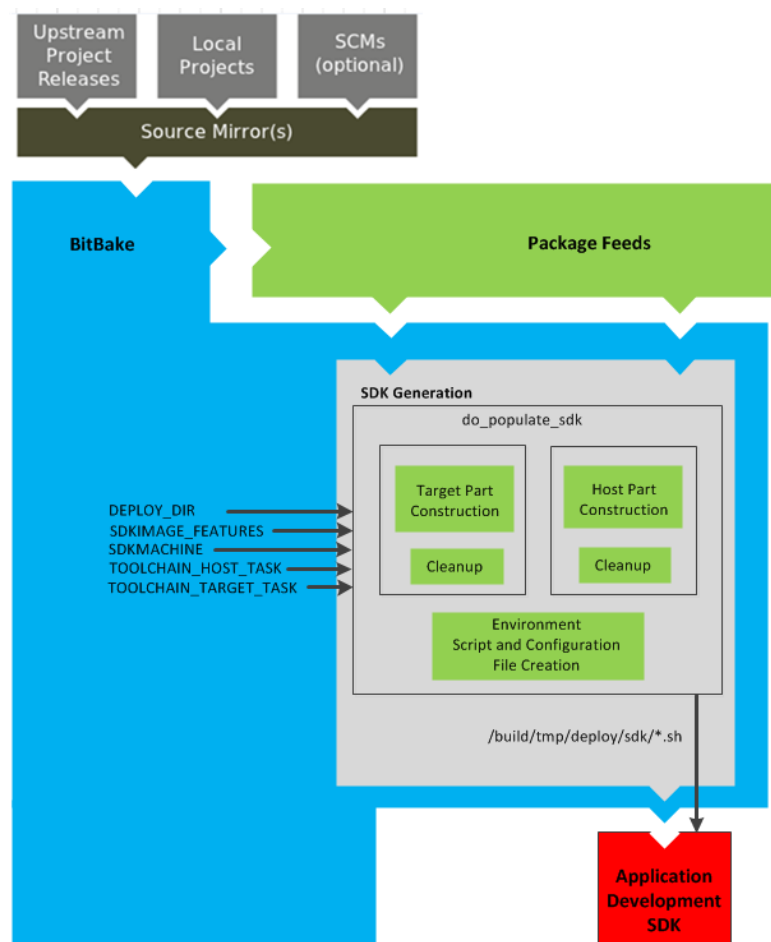 Upstream
Project
Releases
Local
Projects
SCMs
(optional)
Source Mirror(s)
BitBake
Package Feeds
SDK Generation
do_populate_sdk
Target Part
Construction
Host Part
Construction
Cleanup
Cleanup
DEPLOY_DIR
SDKIMAGE_FEATURES
SDKMACHINE
TOOLCHAIN_HOST_TASK
TOOLCHAIN_TARGET_TASK
Environment
Script and Configuration
File Creation
/build/tmp/deploy/sdk/*.sh
Application
Development
SDK